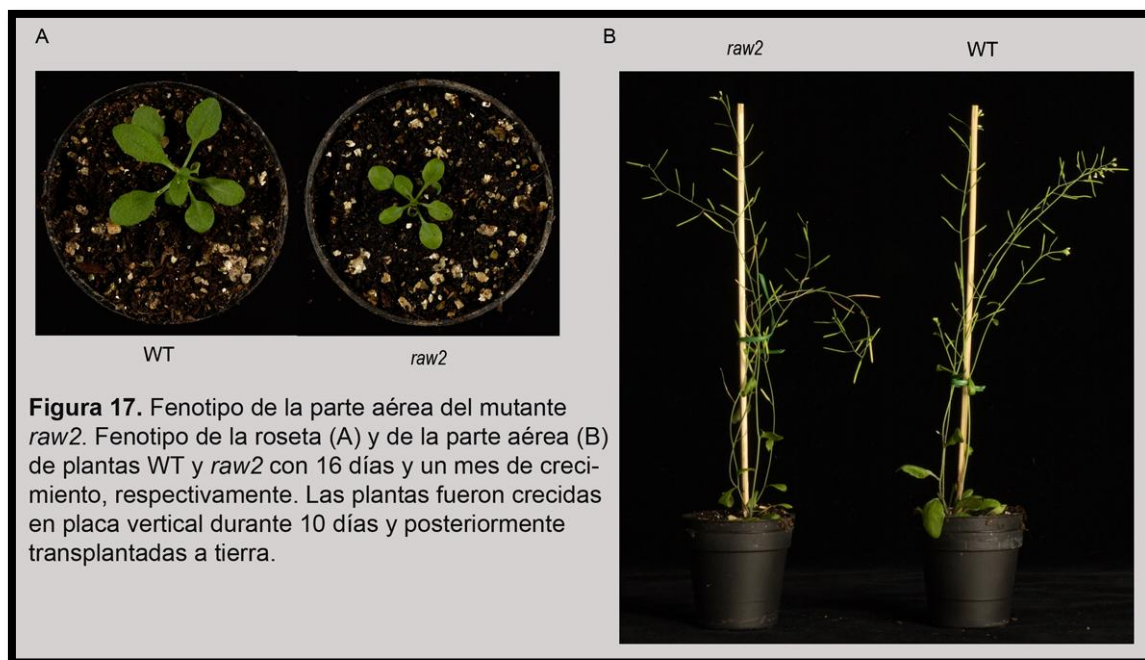 A
B
raw2
WT
WT
raw2
Figura 17. Fenotipo de la parte aérea del mutante
raw2. Fenotipo de la roseta (A) y de la parte aérea (B)
de plantas WT y raw2 con 16 días y un mes de creci-
miento, respectivamente. Las plantas fueron crecidas
en placa vertical durante 10 días y posteriormente
transplantadas a tierra.